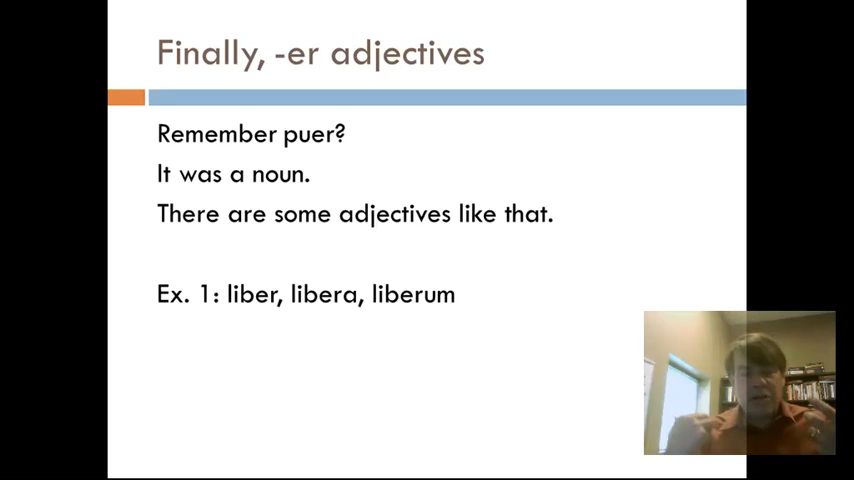 Finally, -er adjectives
Remember puer?
It was a noun.
There are some adjectives like that.
Ex. 1: liber, libera, liberum